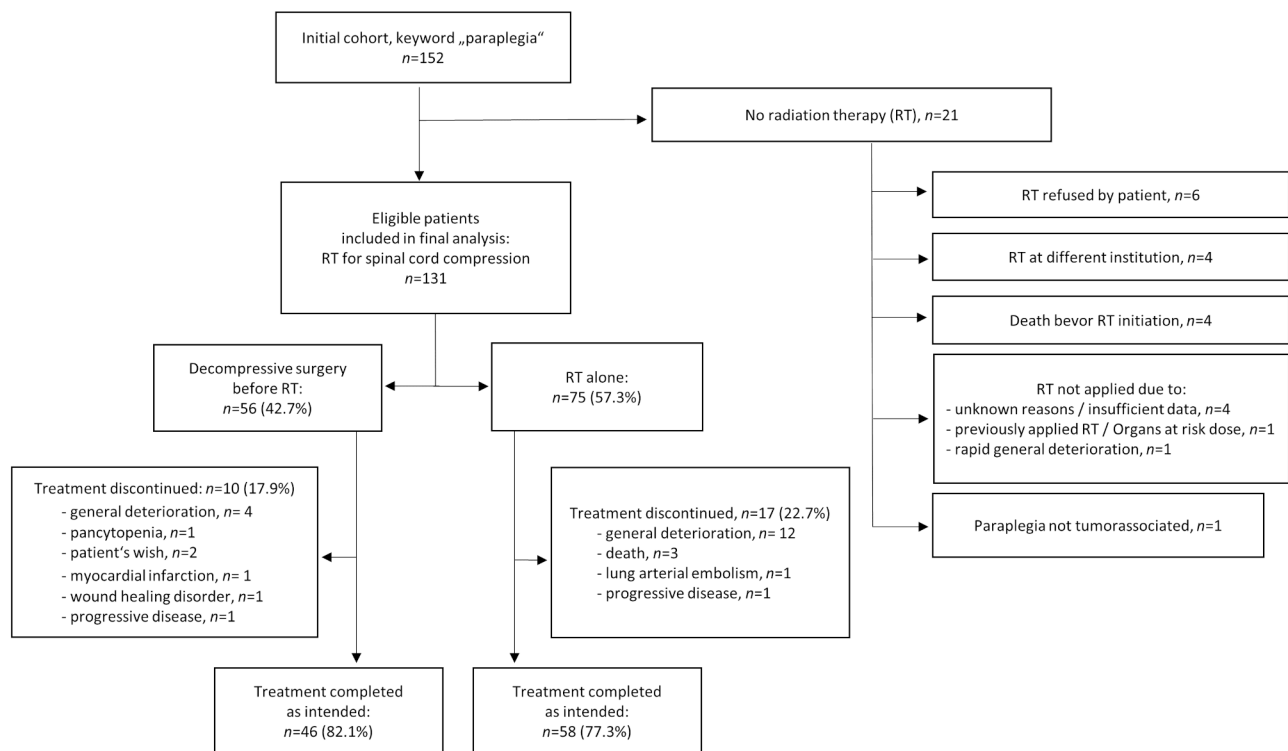 Initial cohort, keyword „paraplegia“
n=152
No radiation therapy (RT), n=21
Eligible patients
included in final analysis:
RT for spinal cord compression
n=131
RT refused by patient, n=6
RT at different institution, n=4
Death bevor RT initiation, n=4
RT not applied due to:
- unknown reasons / insufficient data, n=4
- previously applied RT / Organs at risk dose, n=1
- rapid general deterioration, n=1
Paraplegia not tumorassociated, n=1
Decompressive surgery
before RT:
n=56 (42.7%)
RT alone:
n=75 (57.3%)
Treatment discontinued: n=10 (17.9%)
- general deterioration, n= 4
- pancytopenia, n=1
- patient‘s wish, n=2
- myocardial infarction, n= 1
- wound healing disorder, n=1
- progressive disease, n=1
Treatment discontinued, n=17 (22.7%)
- general deterioration, n= 12
- death, n=3
- lung arterial embolism, n=1
- progressive disease, n=1
Treatment completed
as intended:
n=46 (82.1%)
Treatment completed
as intended:
n=58 (77.3%)